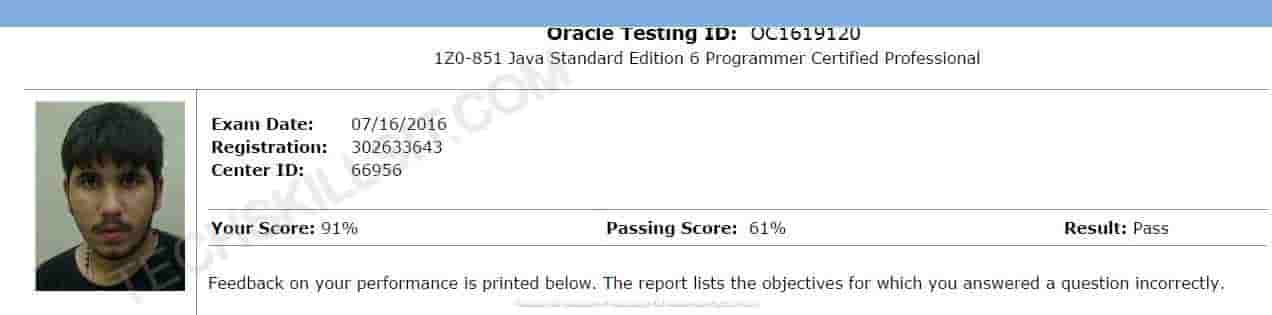 Oracle Testing ID: OC1619120
1Z0-851 Java Standard Edition 6 Programmer Certified Professional
Exam Date: 07/16/2016
Registration: 302633643
Center ID: 66956
Your Score: 91% Passing Score: 61% Result: Pass
Feedback on your performance is printed below. The report lists the objectives for which you answered a question incorrectly.